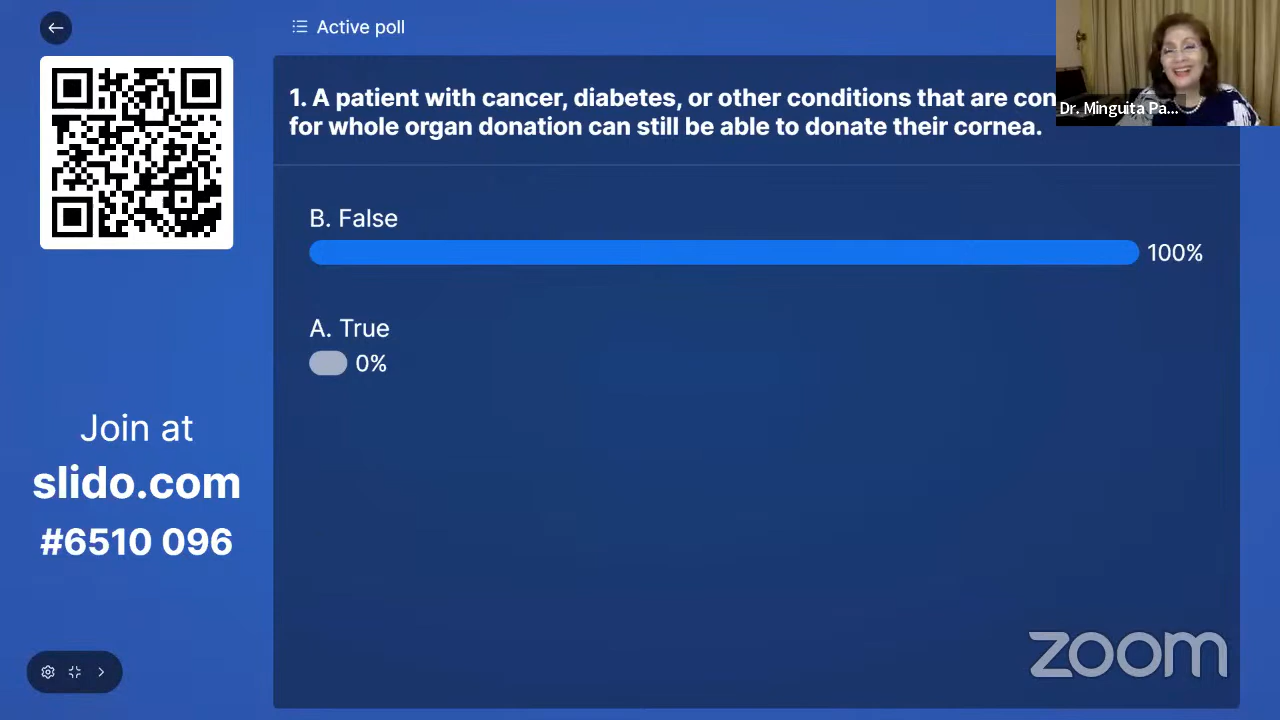 Active poll
1. A patient with cancer, diabetes, or other conditions that are
for whole organ donation can still be able to donate their cornea.
Dr. Minguita Pa...
B. False
100%
A. True
0%
Join at
slido.com
#6510 096
zoom